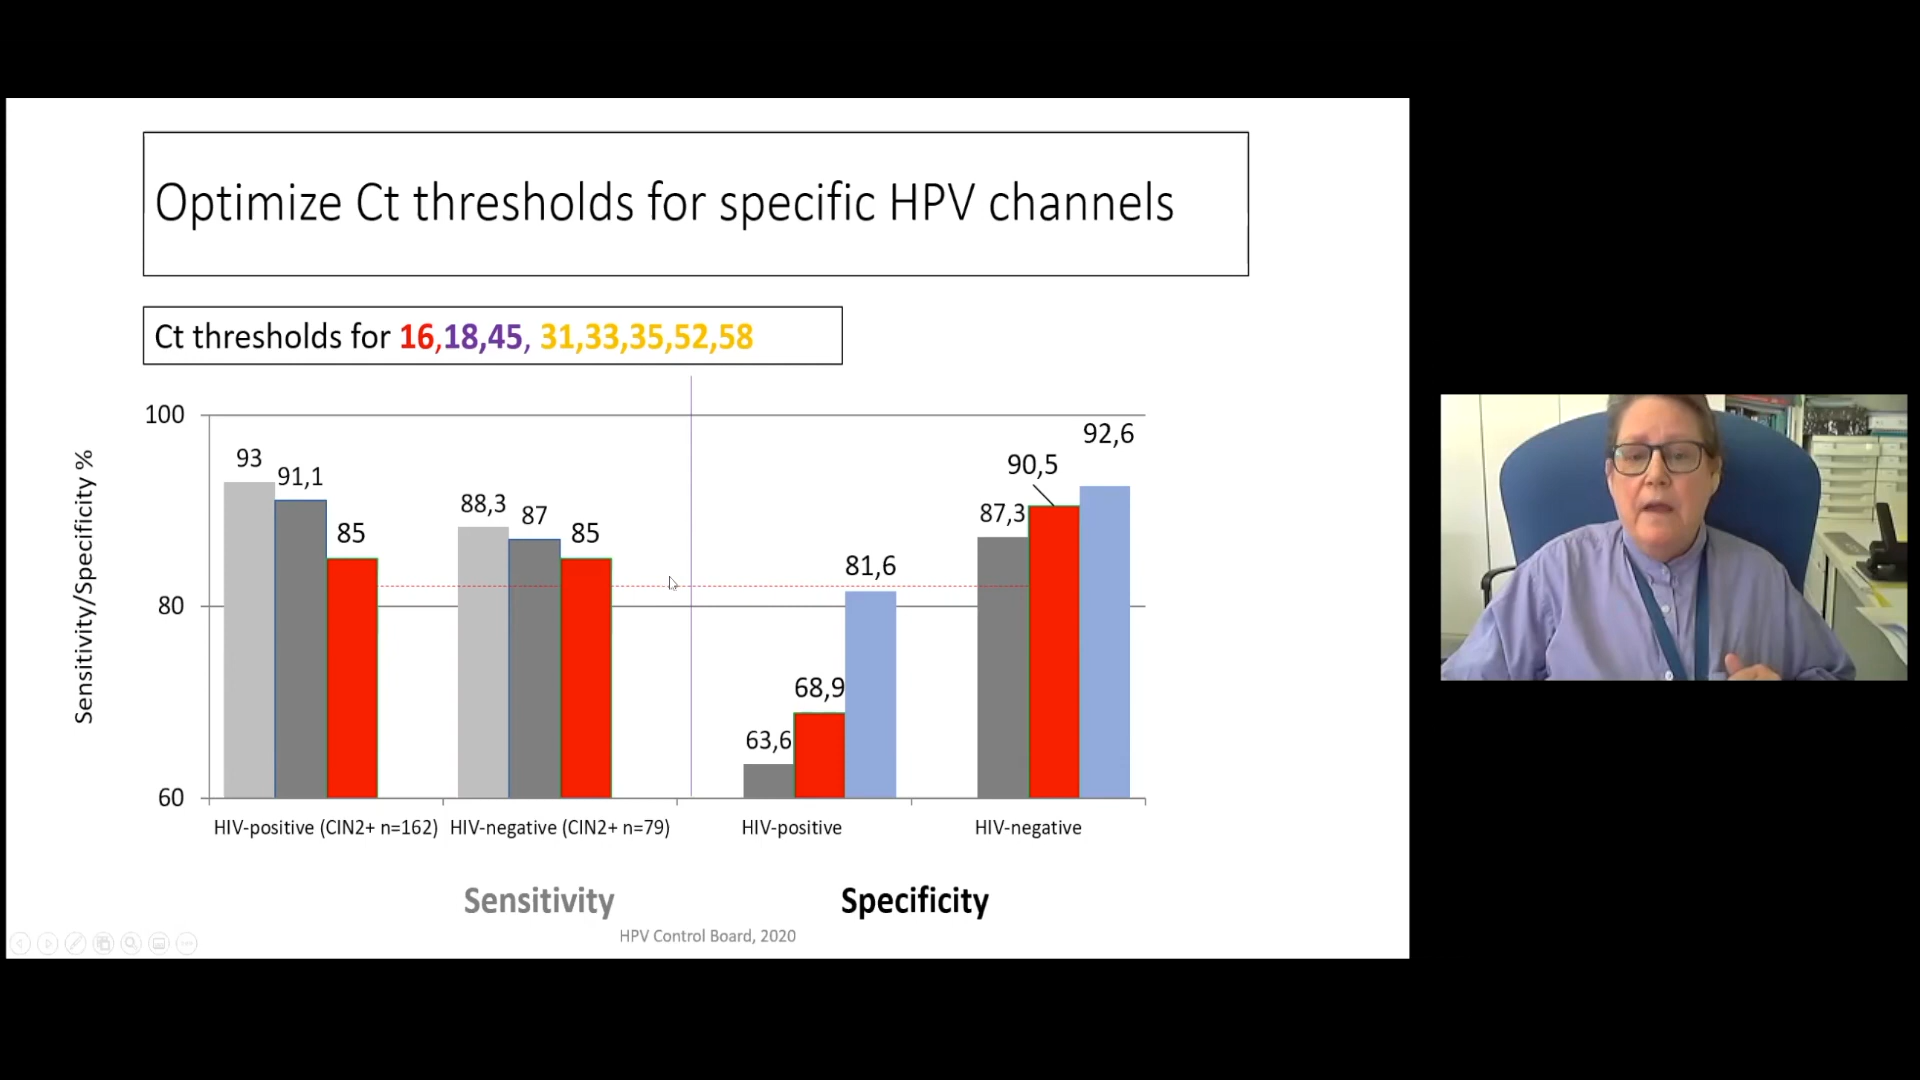 Optimize Ct thresholds for specific HPV channels
Ct thresholds for 16,18,45, 31,33,35,52,58
Sensitivity/Specificity %
100
80
60
93
91,1
85
88,3
87
85
63,6
68,9
81,6
87,3
90,5
92,6
HIV-positive (CIN2+ n=162)
HIV-negative (CIN2+ n=79)
HIV-positive
HIV-negative
Sensitivity
Specificity
HPV Control Board, 2020